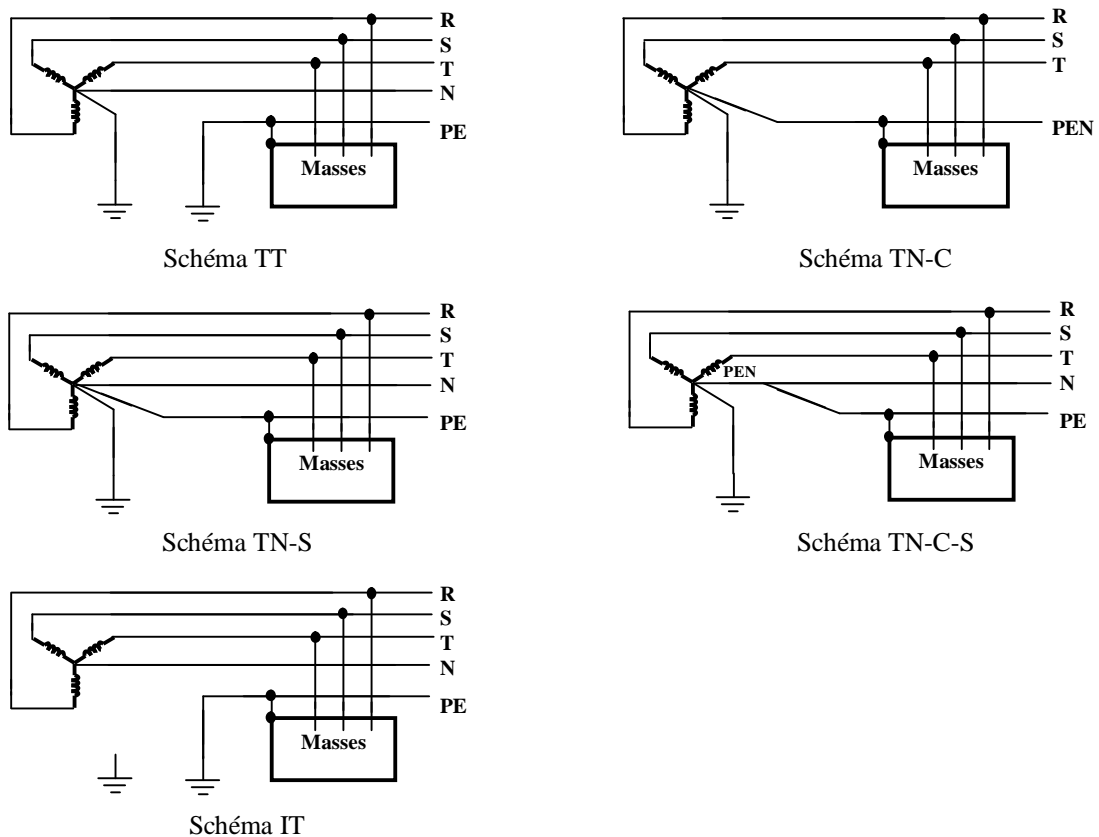 R
S
T
N
PE
Masses
Schéma TT
R
S
T
PEN
Masses
Schéma TN-C
R
S
T
N
PE
Masses
Schéma TN-S
R
S
T
PEN
N
PE
Masses
Schéma TN-C-S
R
S
T
N
PE
Masses
Schéma IT